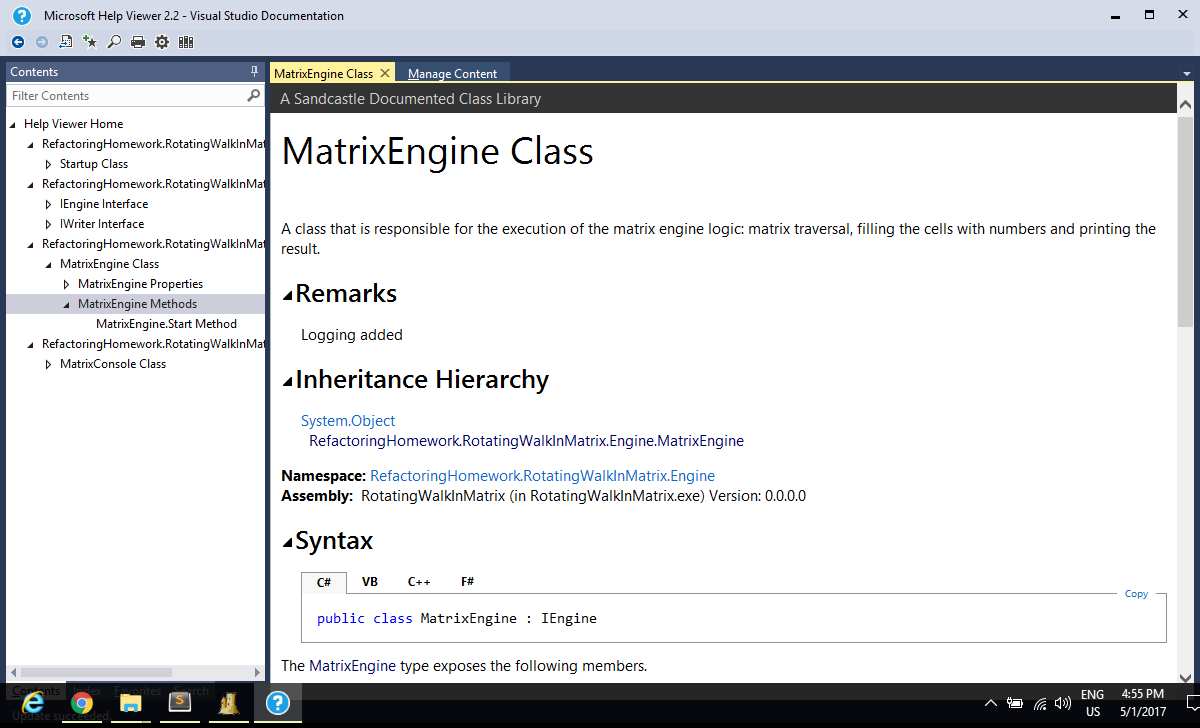 Microsoft Help Viewer 2.2 - Visual Studio Documentation
Contents
Filter Contents
Help Viewer Home
RefactoringHomework.RotatingWalkInMat
Startup Class
RefactoringHomework.RotatingWalkInMat
IEngine Interface
IWriter Interface
RefactoringHomework.RotatingWalkInMat
MatrixEngine Class
MatrixEngine Properties
MatrixEngine Methods
MatrixEngine.Start Method
RefactoringHomework.RotatingWalkInMat
MatrixConsole Class
MatrixEngine Class
Manage Content
A Sandcastle Documented Class Library
MatrixEngine Class
A class that is responsible for the execution of the matrix engine logic: matrix traversal, filling the cells with numbers and printing the
result.
Remarks
Logging added
Inheritance Hierarchy
System.Object
RefactoringHomework.RotatingWalkInMatrix.Engine.MatrixEngine
Namespace: RefactoringHomework.RotatingWalkInMatrix.Engine
Assembly: RotatingWalkInMatrix (in RotatingWalkInMatrix.exe) Version: 0.0.0.0
Syntax
C# VB C++ F#
Copy
public class MatrixEngine : IEngine
The MatrixEngine type exposes the following members.
Contents Index Favorites Search
Update succeeded.
S
ENG
US
4:55 PM
5/1/2017